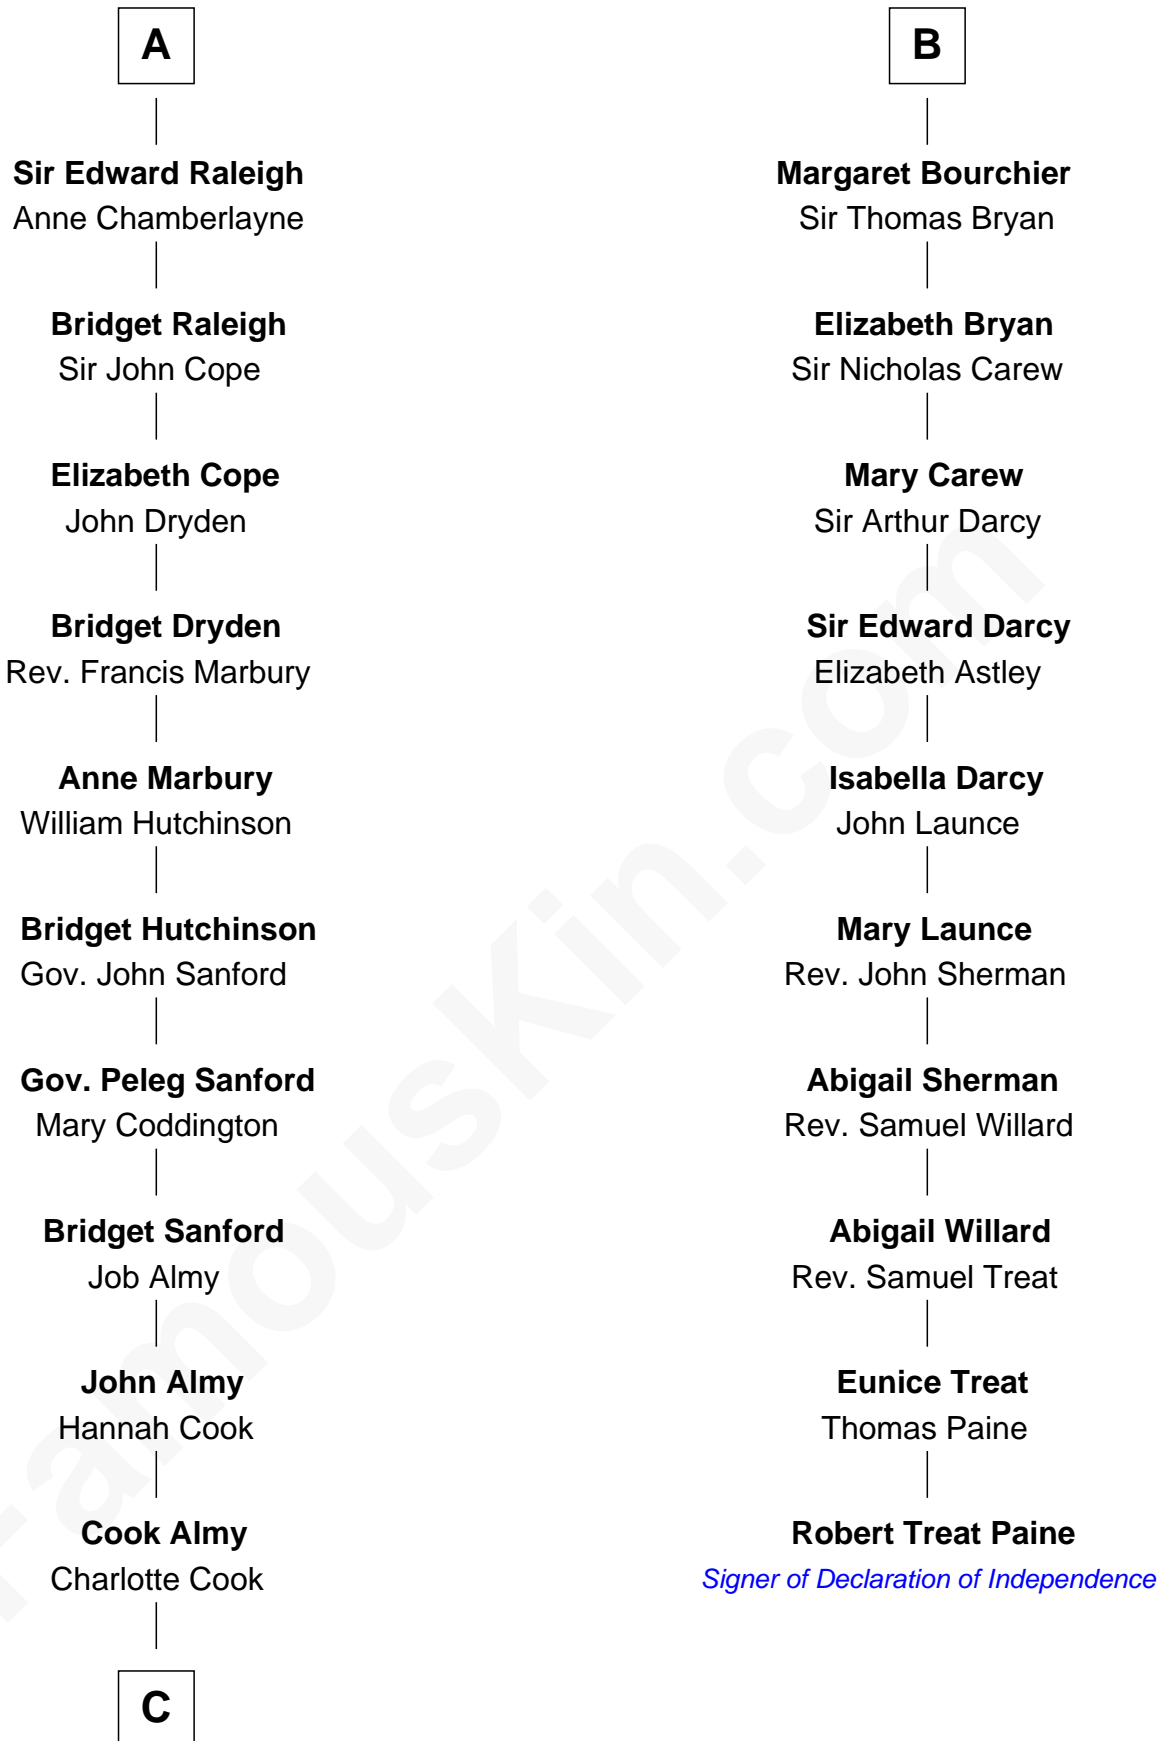 A
Sir Edward Raleigh
Anne Chamberlayne
Bridget Raleigh
Sir John Cope
Elizabeth Cope
John Dryden
Bridget Dryden
Rev. Francis Marbury
Anne Marbury
William Hutchinson
Bridget Hutchinson
Gov. John Sanford
Gov. Peleg Sanford
Mary Coddington
Bridget Sanford
Job Almy
John Almy
Hannah Cook
Cook Almy
Charlotte Cook
C
B
Margaret Bourchier
Sir Thomas Bryan
Elizabeth Bryan
Sir Nicholas Carew
Mary Carew
Sir Arthur Darcy
Sir Edward Darcy
Elizabeth Astley
Isabella Darcy
John Launce
Mary Launce
Rev. John Sherman
Abigail Sherman
Rev. Samuel Willard
Abigail Willard
Rev. Samuel Treat
Eunice Treat
Thomas Paine
Robert Treat Paine
Signer of Declaration of Independence
FamousKin.com